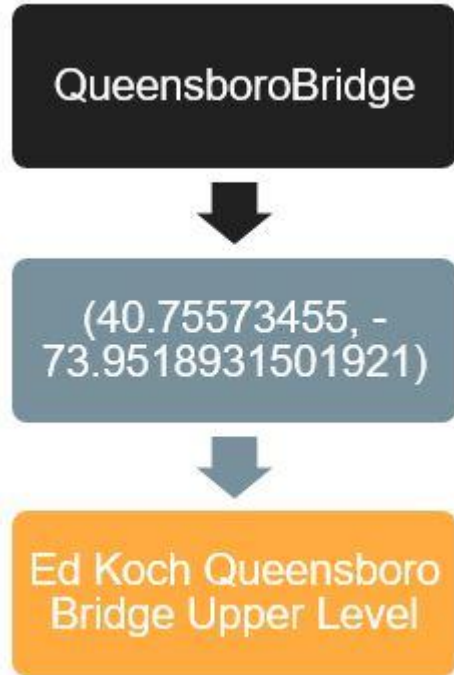 QueensboroBridge
(40.75573455, -
73.9518931501921)
Ed Koch Queensboro
Bridge Upper Level